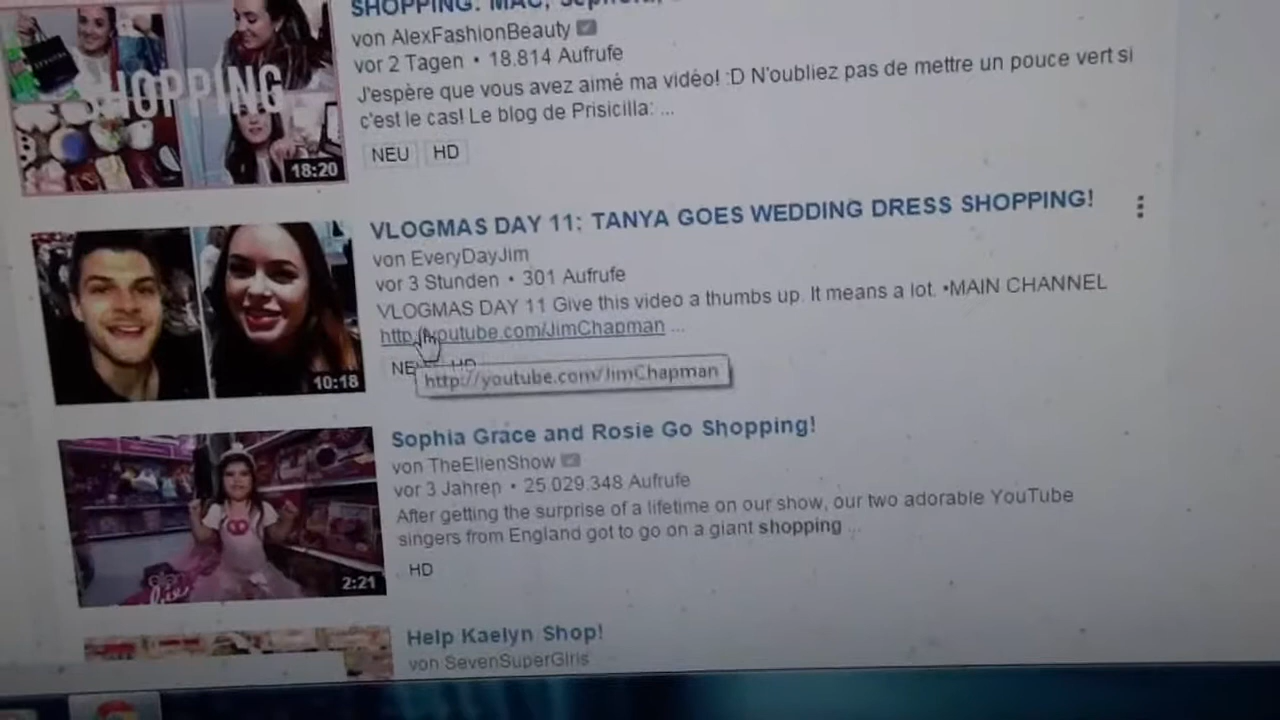 SHOPPING: MAC,
von AlexFashionBeauty
vor 2 Tagen • 18.814 Aufrufe
J'espère que vous avez aimé ma vidéo! :D N'oubliez pas de mettre un pouce vert si
c'est le cas! Le blog de Prisicilla: ...
NEU HD
SHOPPING
18:20
VLOGMAS DAY 11: TANYA GOES WEDDING DRESS SHOPPING!
von EveryDayJim
vor 3 Stunden • 301 Aufrufe
VLOGMAS DAY 11 Give this video a thumbs up. It means a lot. •MAIN CHANNEL
http://youtube.com/JimChapman ...
NEU HD
http://youtube.com/JimChapman
10:18
Sophia Grace and Rosie Go Shopping!
von TheEllenShow
vor 3 Jahren • 25.029.348 Aufrufe
After getting the surprise of a lifetime on our show, our two adorable YouTube
singers from England got to go on a giant shopping ...
HD
2:21
Help Kaelyn Shop!
von SevenSuperGirls